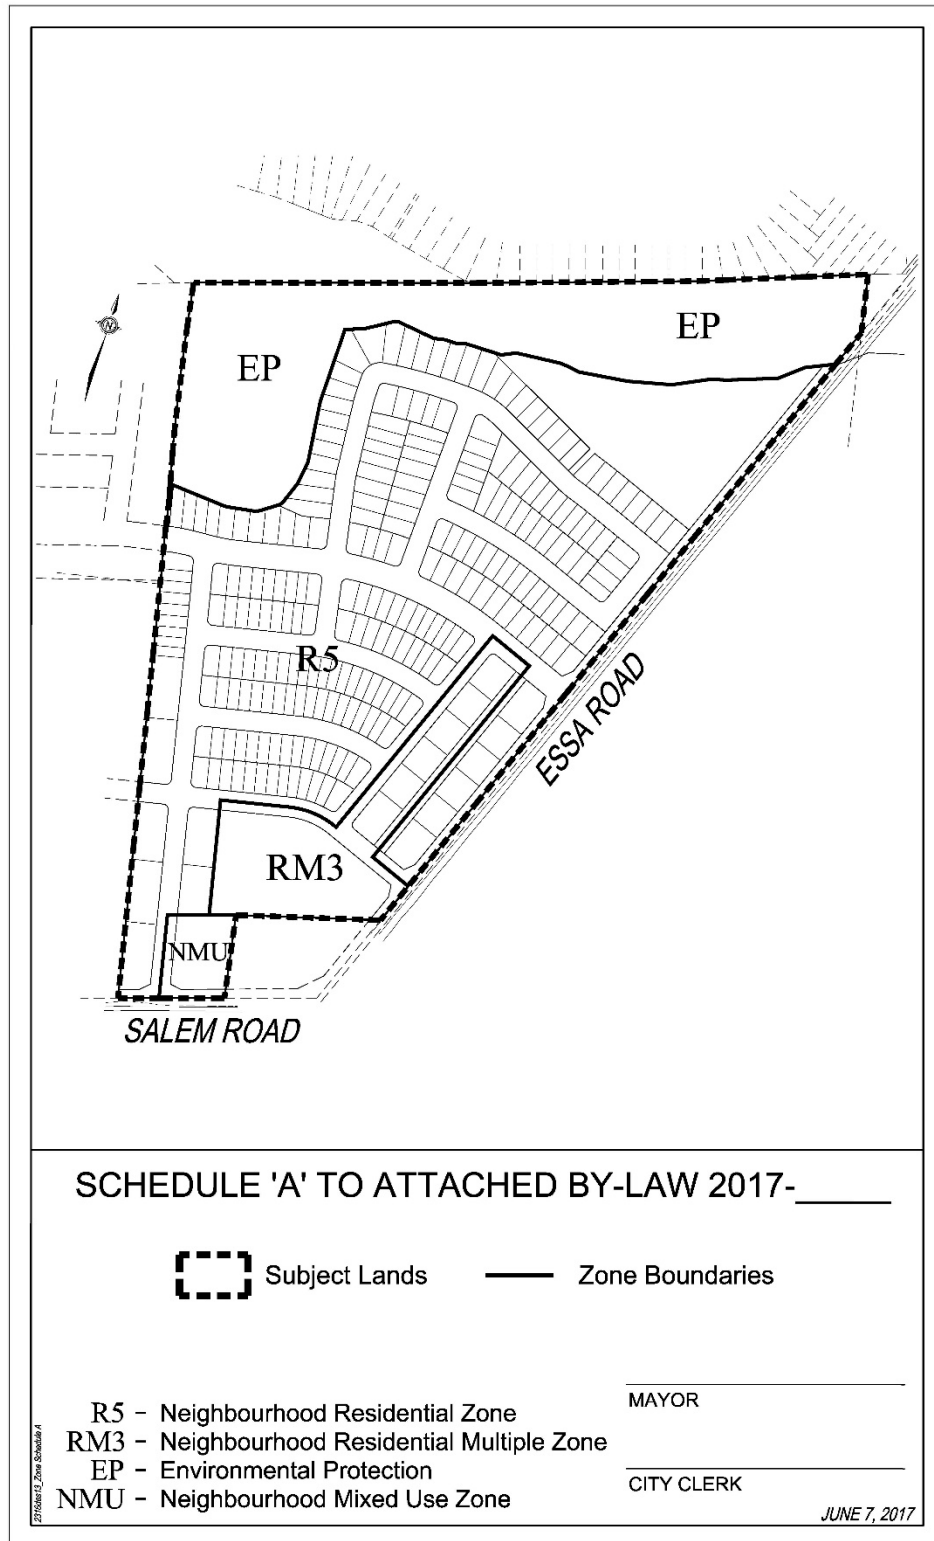 N
EP
EP
R5
ESSA ROAD
RM3
NMU
SALEM ROAD
SCHEDULE 'A' TO ATTACHED BY-LAW 2017-______
Subject Lands
Zone Boundaries
R5 - Neighbourhood Residential Zone
RM3 - Neighbourhood Residential Multiple Zone
EP - Environmental Protection
NMU - Neighbourhood Mixed Use Zone
MAYOR
CITY CLERK
JUNE 7, 2017